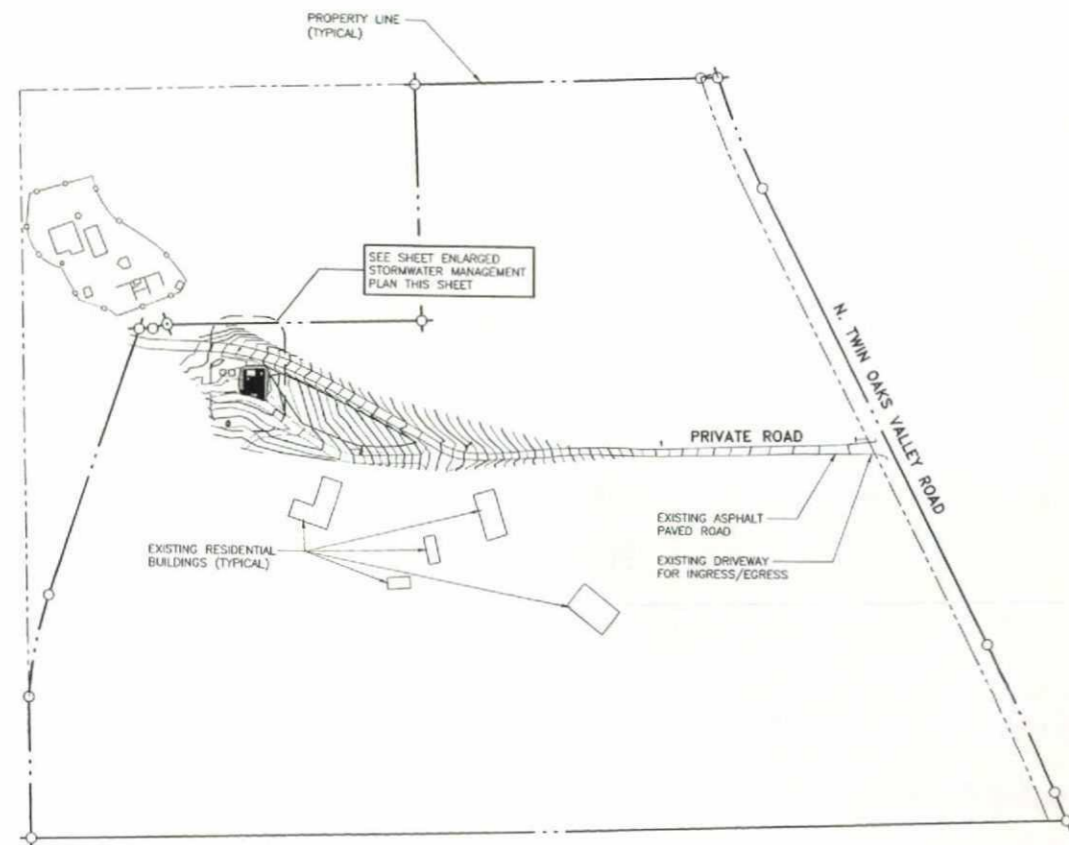 PROPERTY LINE
(TYPICAL)
SEE SHEET ENLARGED
STORMWATER MANAGEMENT
PLAN THIS SHEET
N. TWIN OAKS VALLEY ROAD
PRIVATE ROAD
EXISTING ASPHALT
PAVED ROAD
EXISTING RESIDENTIAL
BUILDINGS (TYPICAL)
EXISTING DRIVEWAY
FOR INGRESS/EGRESS